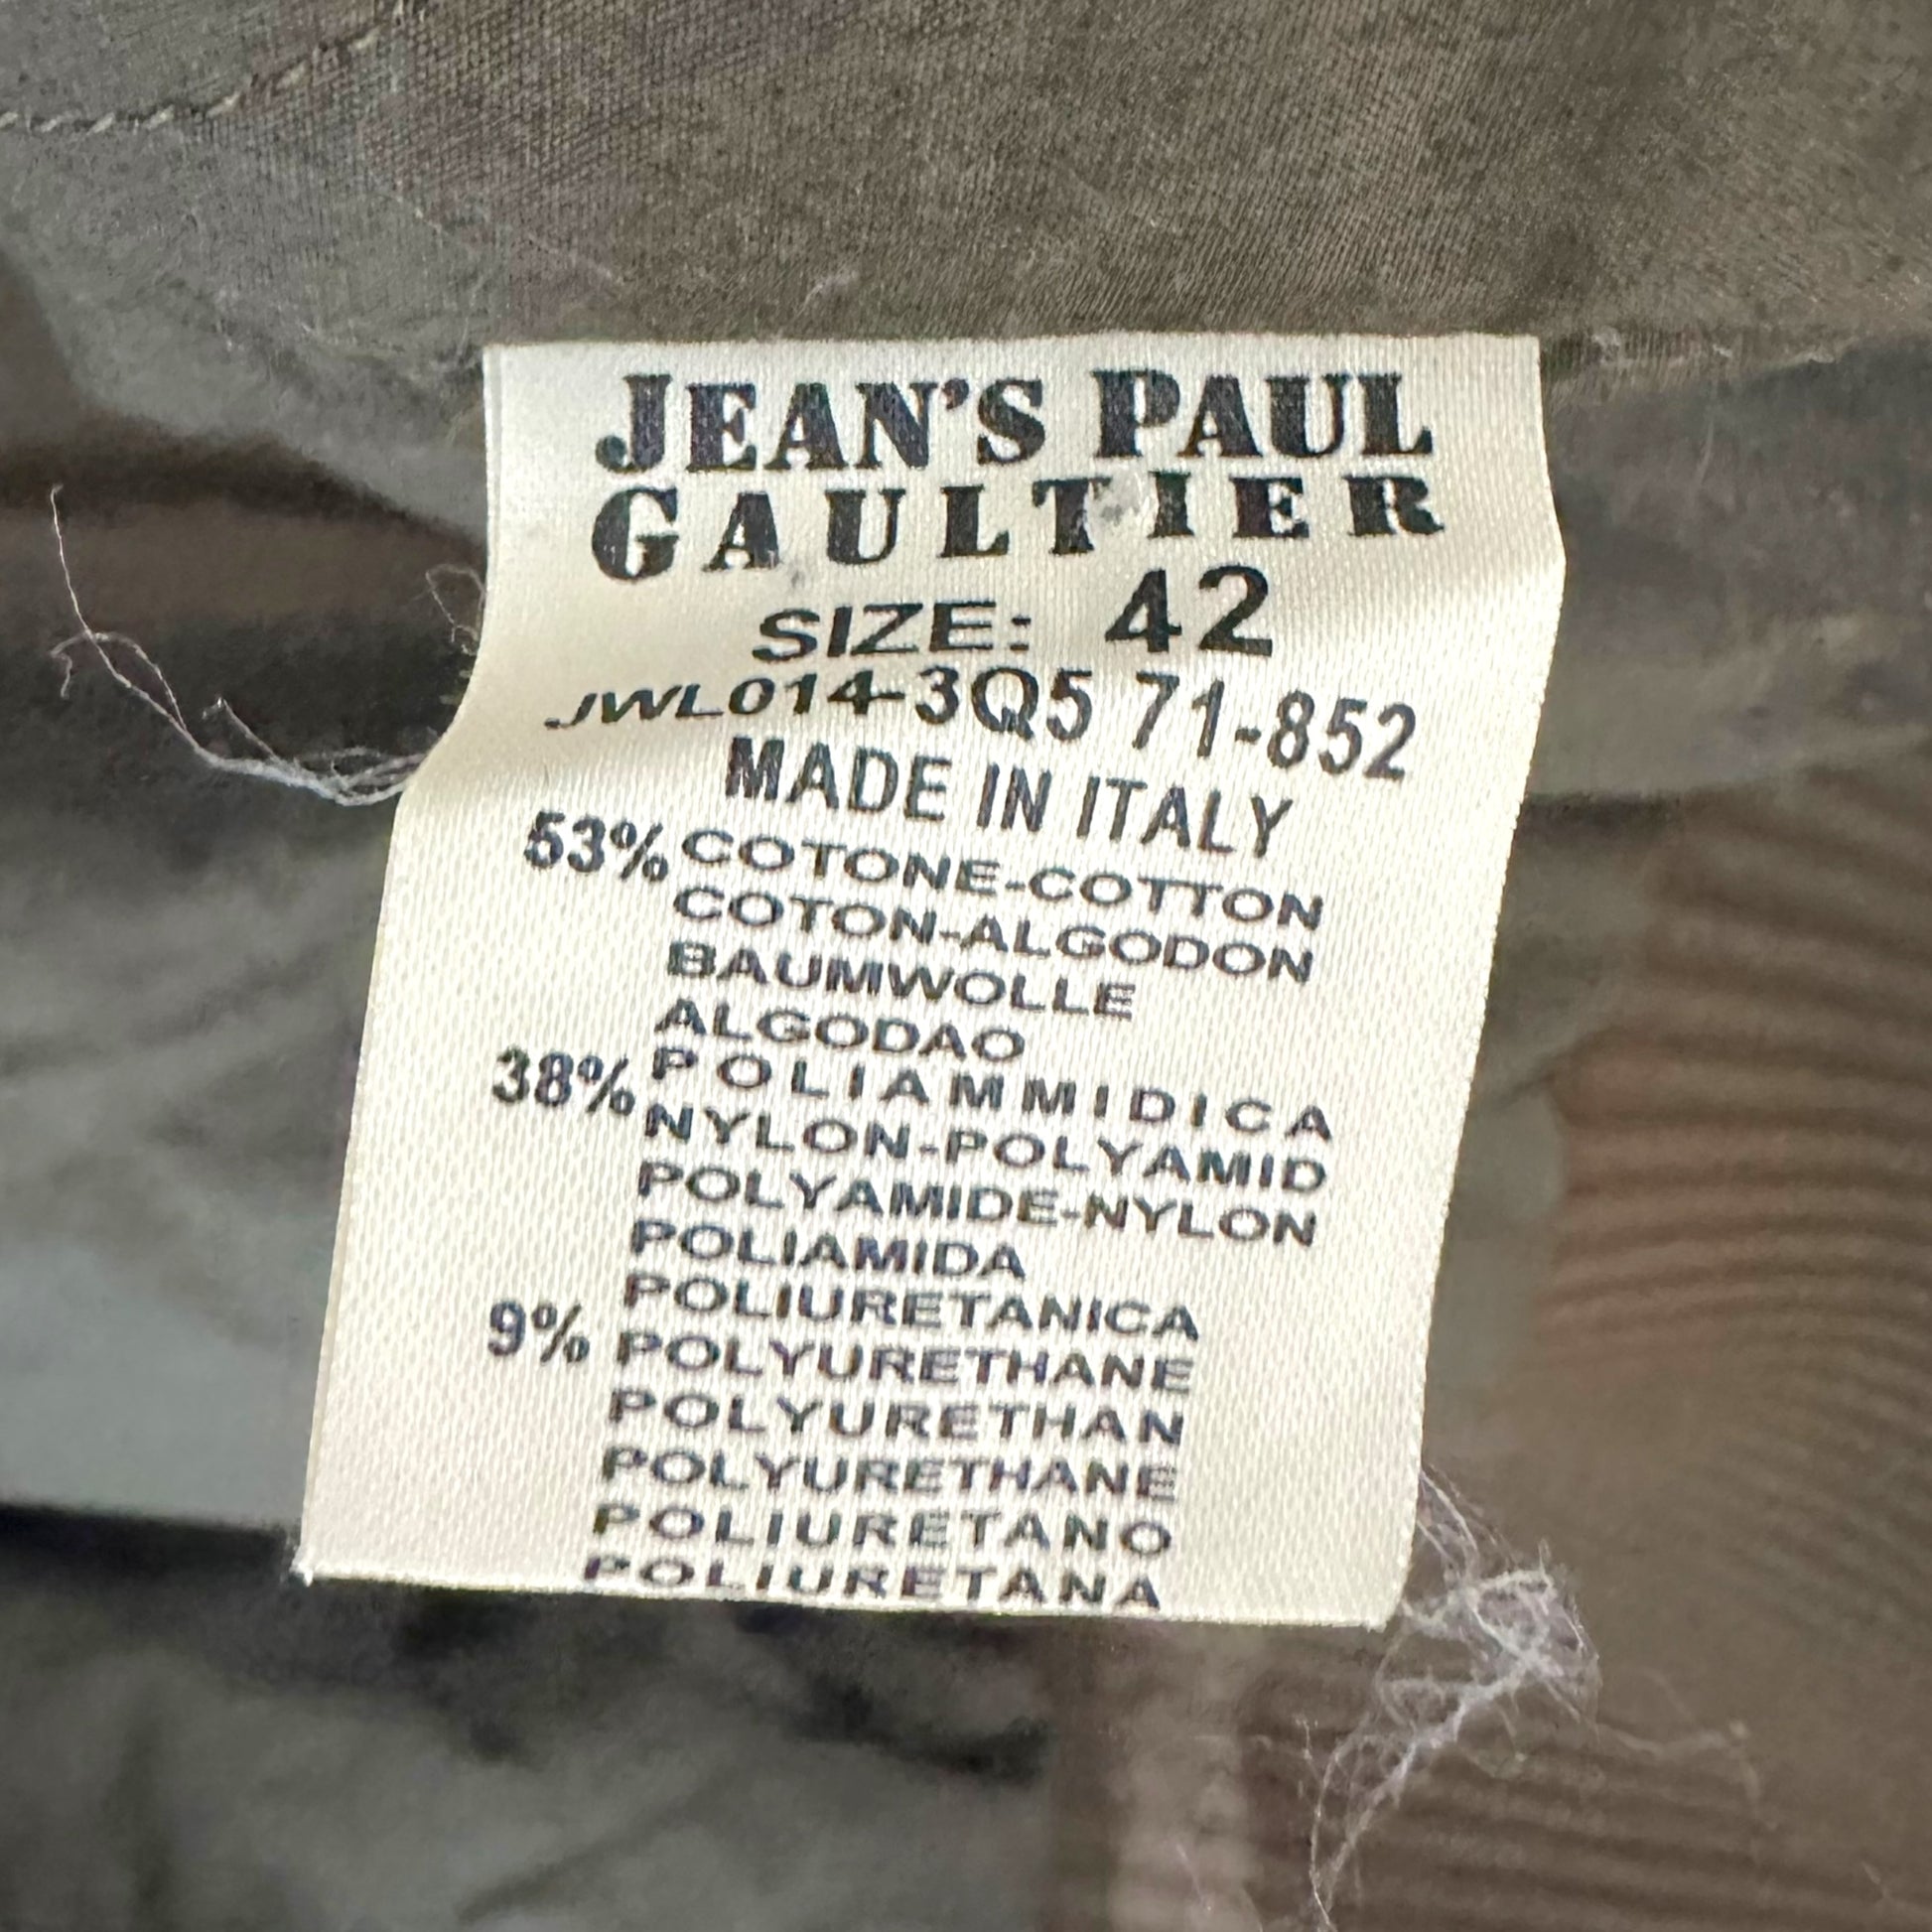 JEAN'S PAUL
GAULTIER
SIZE: 42
JWL014-3Q5 71-852
MADE IN ITALY
53% COTONE-COTTON
COTON-ALGODON
BAUMWOLLE
ALGODAO
38% POLIAMMIDICA
NYLON-POLYAMID
POLYAMIDE-NYLON
POLIAMIDA
POLIURETANICA
9% POLYURETHANE
POLYURETHAN
POLYURETHANE
POLIURETANO
POLIURETANA